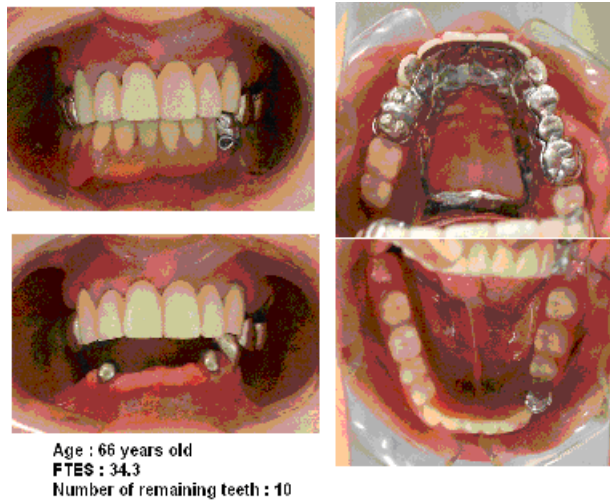 Age : 66 years old
FTES : 34.3
Number of remaining teeth : 10